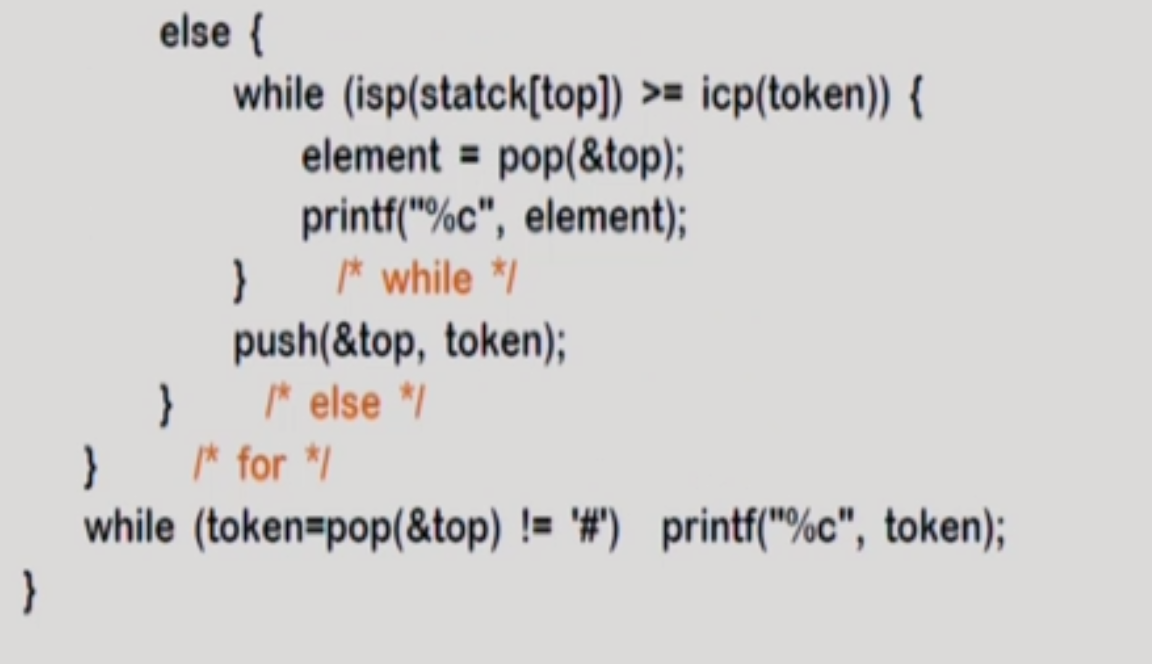 else {
while (isp(statck[top]) >= icp(token)) {
element = pop(&top);
printf("%c", element);
} /* while */
push(&top, token);
} /* else */
} /* for */
while (token=pop(&top) != '#') printf("%c", token);
}